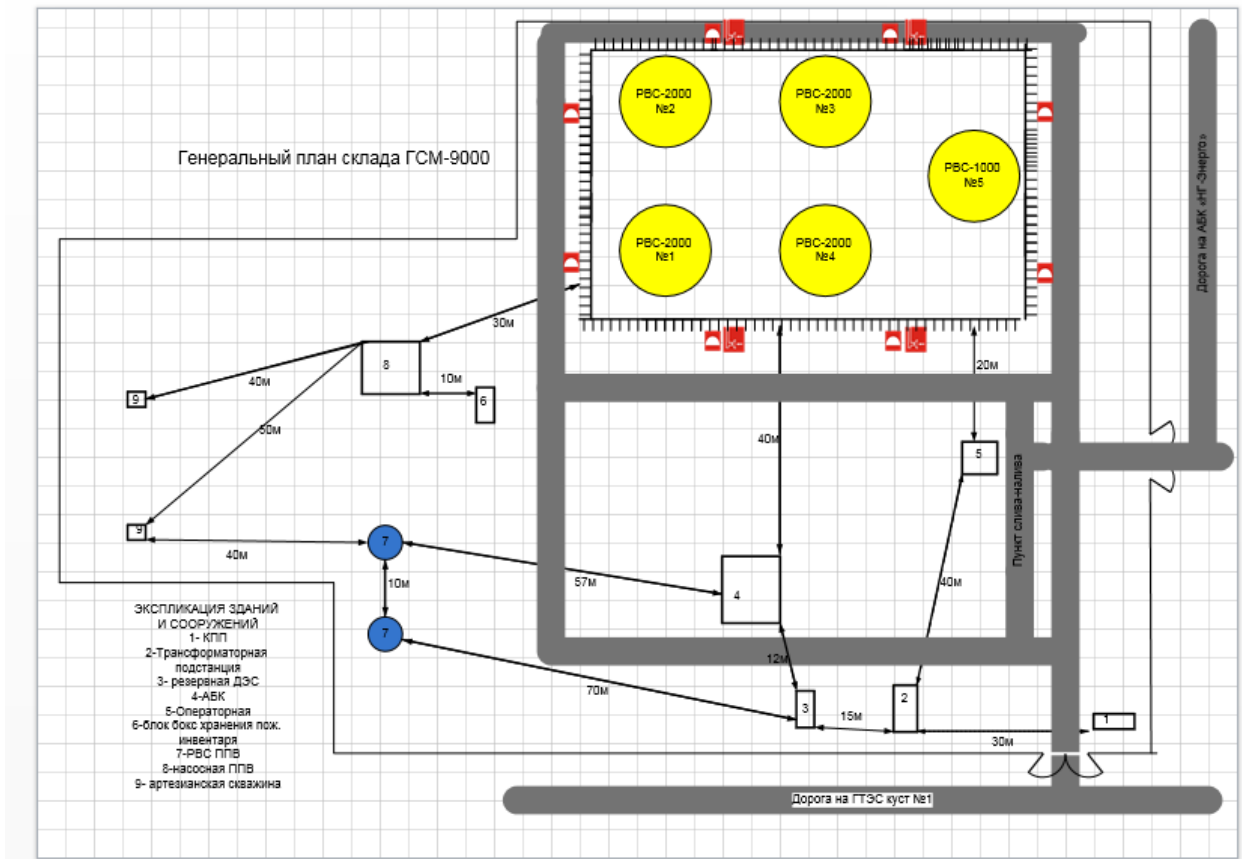 РВС-2000
№2
РВС-2000
№3
Генеральный план склада ГСМ-9000
РВС-1000
№5
Дорога на АБК «НГ-Энерго»
РВС-2000
№1
РВС-2000
№4
30м
8
40м
10м
20м
9
6
50м
40м
5
Пункт слива-налива
9
7
40м
10м
57м
4
40м
7
12м
70м
3
15м
2
30м
1
ЭКСПЛИКАЦИЯ ЗДАНИЙ
И СООРУЖЕНИЙ
1- КПП
2-Трансформаторная
подстанция
3- резервная ДЭС
4-АБК
5-Операторная
6-блок бокс хранения пож.
инвентаря
7-РВС ППВ
8-насосная ППВ
9- артезианская скважина
Дорога на ГТЭС куст №1